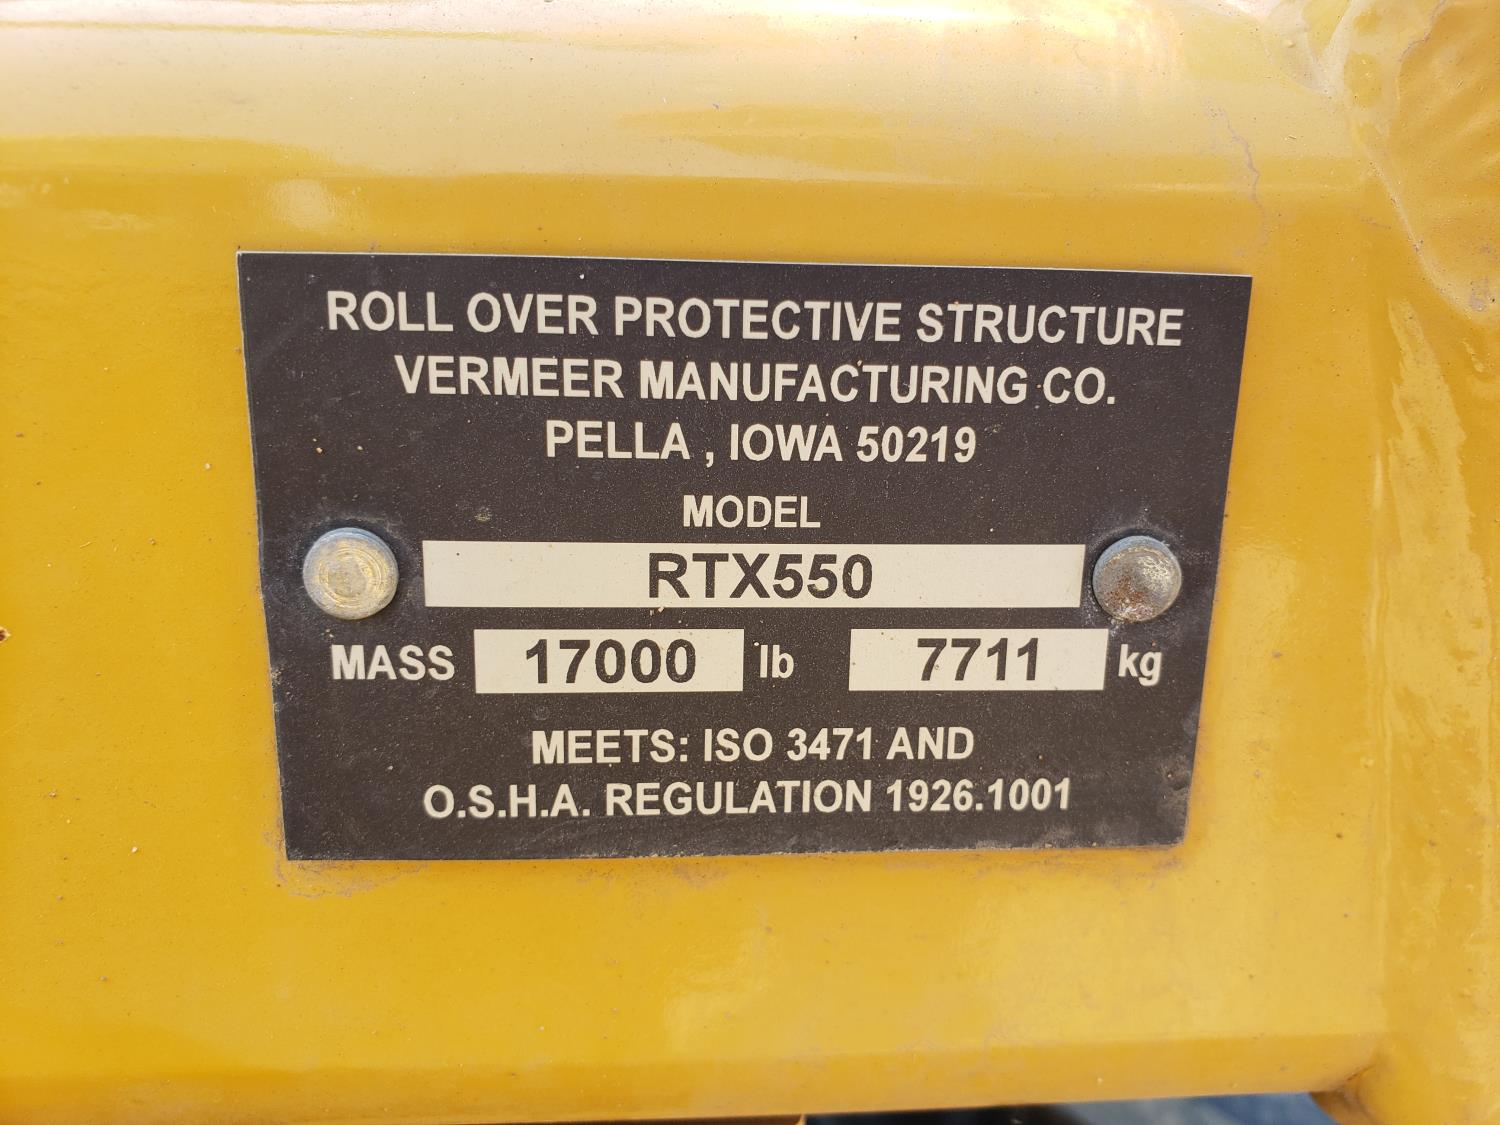 ROLL OVER PROTECTIVE STRUCTURE
VERMEER MANUFACTURING CO.
PELLA , IOWA 50219
MODEL
RTX550
MASS 17000 lb 7711 kg
MEETS: ISO 3471 AND
O.S.H.A. REGULATION 1926.1001